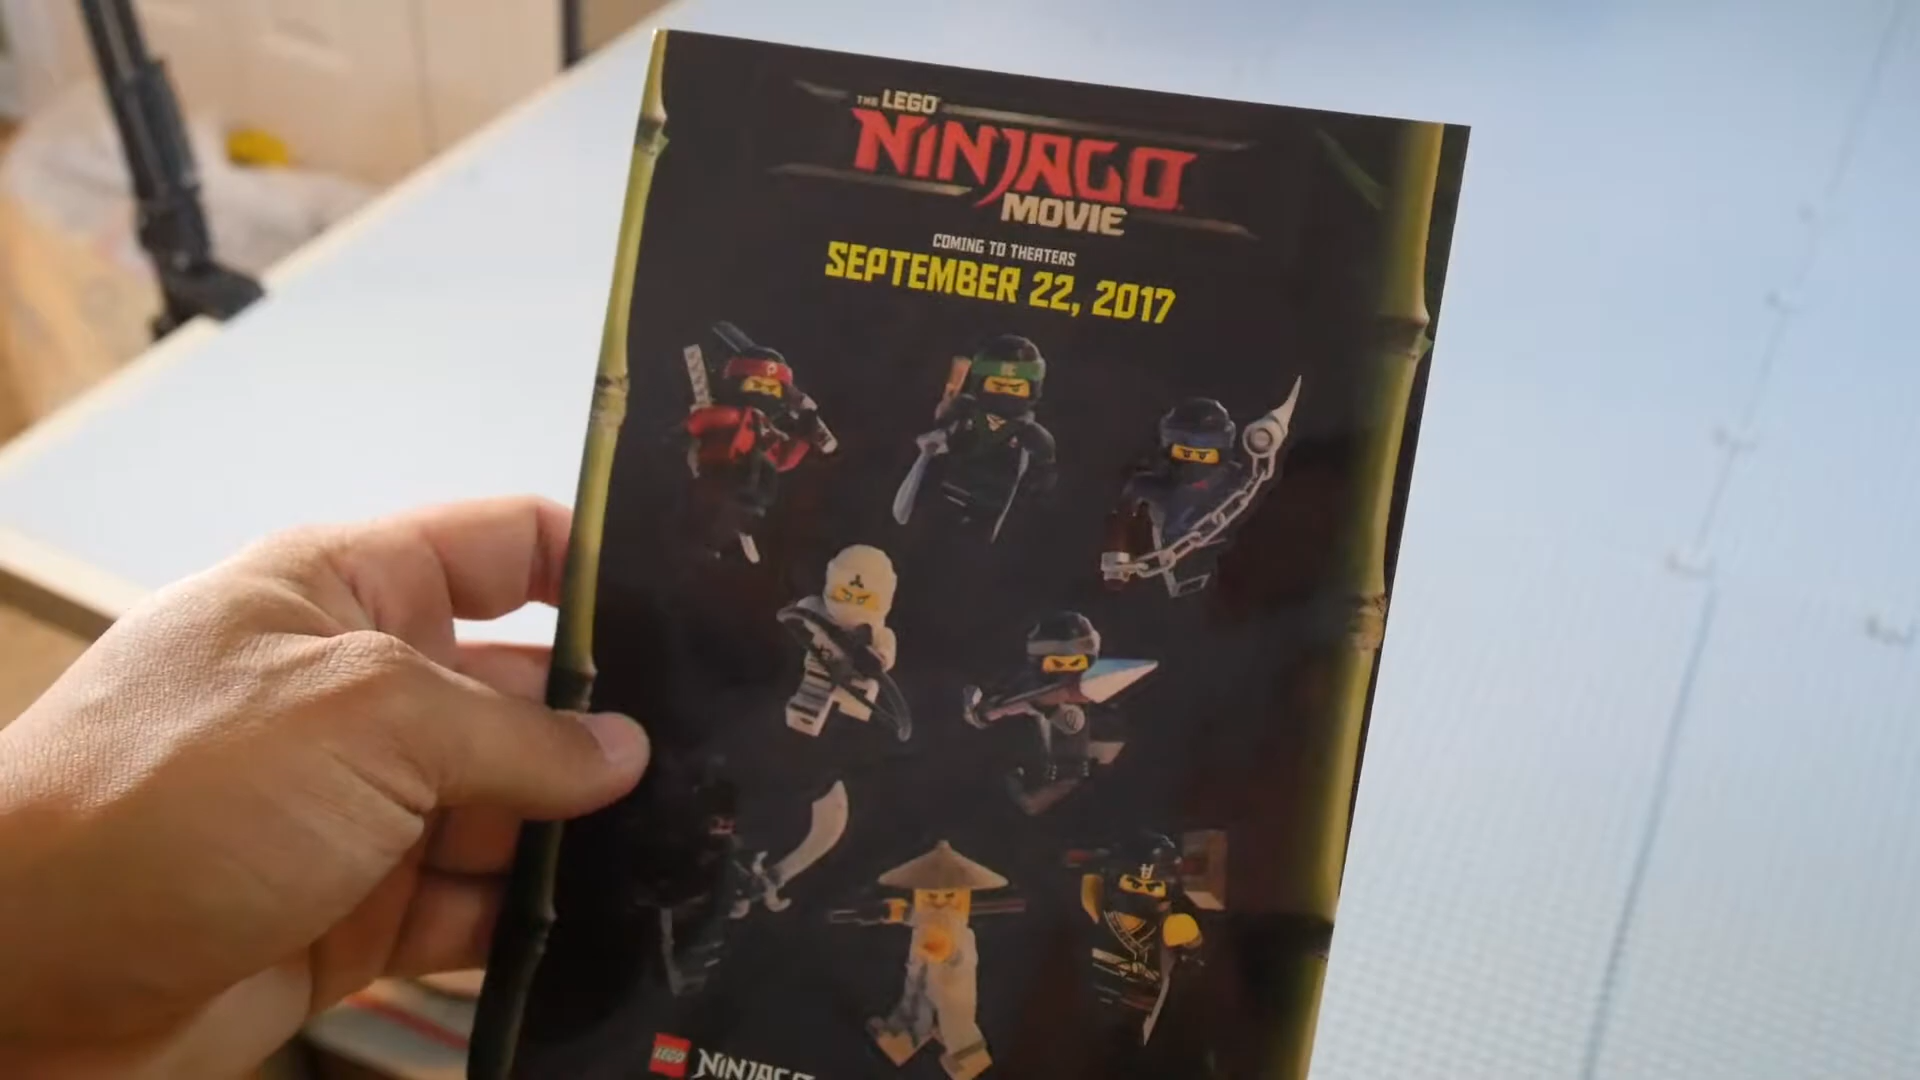 THE LEGO
NINJAGO
MOVIE
COMING TO THEATERS
SEPTEMBER 22, 2017
LEGO NINJAGO